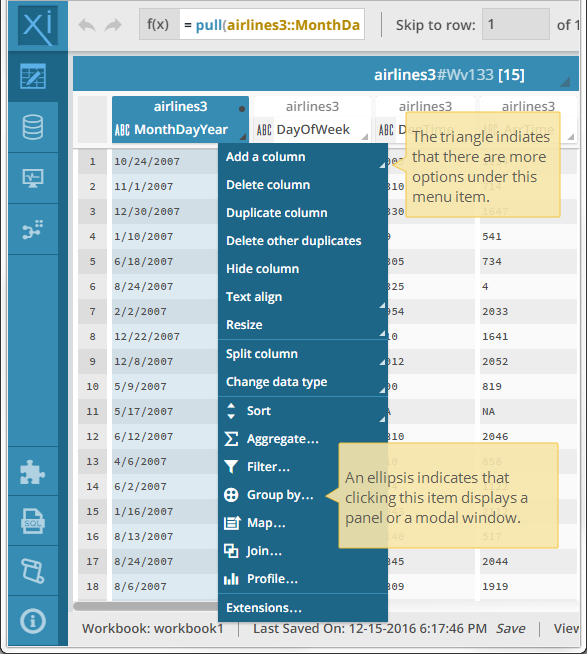 Xi
f(x)
= pull(airlines3::MonthDa
Skip to row:
1
of 1
airlines3#Wv133 [15]
airlines3
ABC MonthDayYear
airlines3
ABC DayOfWeek
airlines3
airlines3
The triangle indiates
that there are more
options under this
menu item.
Add a column
Delete column
Duplicate column
Delete other duplicates
Hide column
Text align
Resize
Split column
Change data type
Sort
Aggregate...
Filter...
Group by...
Map...
Join...
Profile...
Extensions...
An ellipsis indicates that
clicking this item displays a
panel or a modal window.
1 10/24/2007
2 11/1/2007 310 714
3 12/30/2007 330 1647
4 1/10/2007 541
5 6/18/2007 305 734
6 8/24/2007 325 4
7 2/2/2007 954 2033
8 12/22/2007 1641
9 12/8/2007 012 2052
10 5/9/2007 819
11 5/17/2007 NA
12 6/12/2007 310 2046
13 4/6/2007
14 6/2/2007
15 1/16/2007
16 8/13/2007 517
17 8/24/2007 345 2044
18 8/6/2007 309 1919
SQL
Workbook: workbook1
Last Saved On: 12-15-2016 6:17:46 PM
Save
View